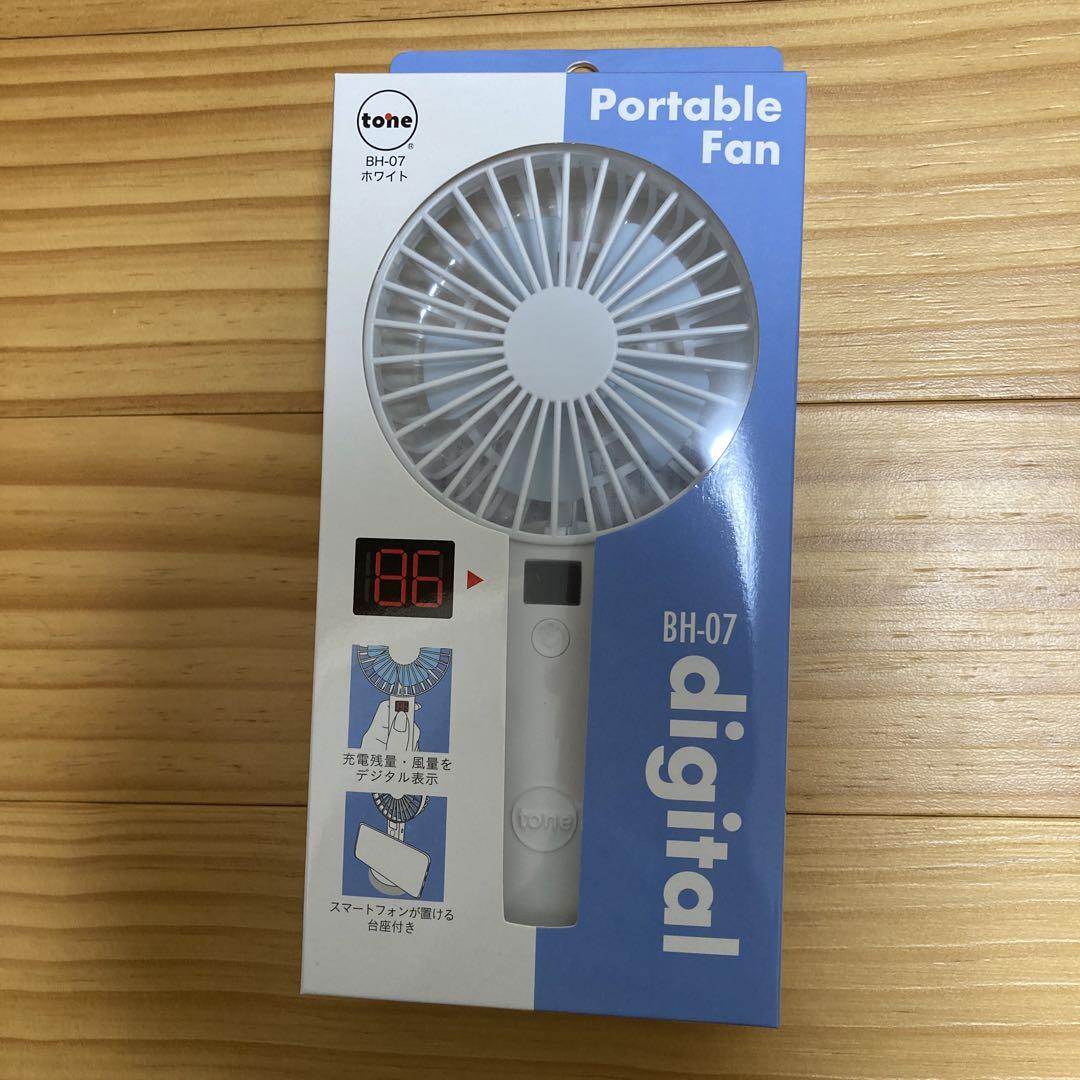 tone
®
BH-07
ホワイト
Portable
Fan
86
充電残量・風量を
デジタル表示
スマートフォンが置ける
台座付き
tone
BH-07
digital